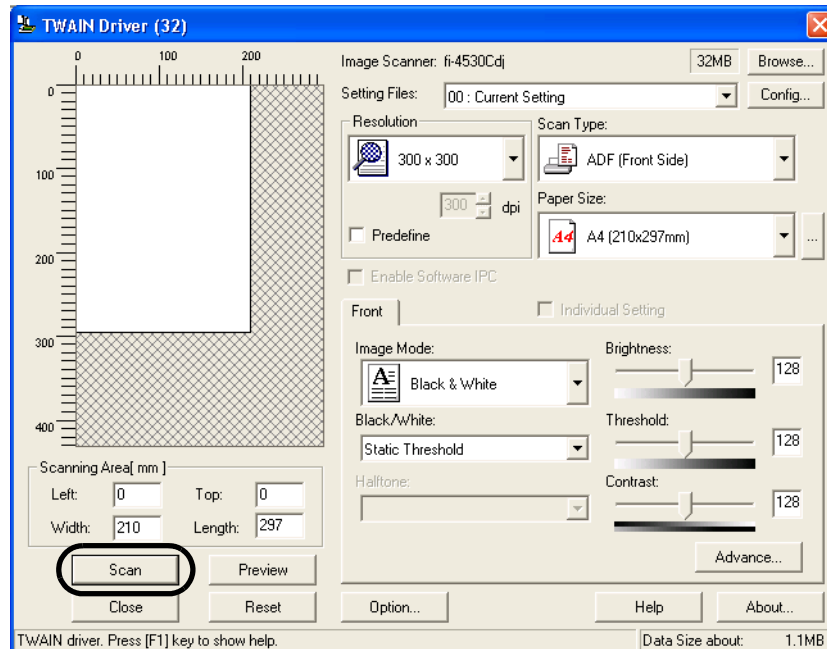 TWAIN Driver (32)
0 100 200
0
100
200
300
400
Image Scanner: fi-4530Cdj
32MB
Browse...
Setting Files:
00 : Current Setting
Config...
Resolution
300 x 300
300 dpi
Predefine
Scan Type:
ADF (Front Side)
Paper Size:
A4
A4 (210x297mm)
...
Enable Software IPC
Front
Individual Setting
Image Mode:
A
Black & White
Black/White:
Static Threshold
Halftone:
Brightness:
128
Threshold:
128
Contrast:
128
Advance...
Scanning Area[ mm ]
Left: 0 Top: 0
Width: 210 Length: 297
Scan Preview
Close Reset
Option... Help About...
TWAIN driver. Press [F1] key to show help.
Data Size about: 1.1MB